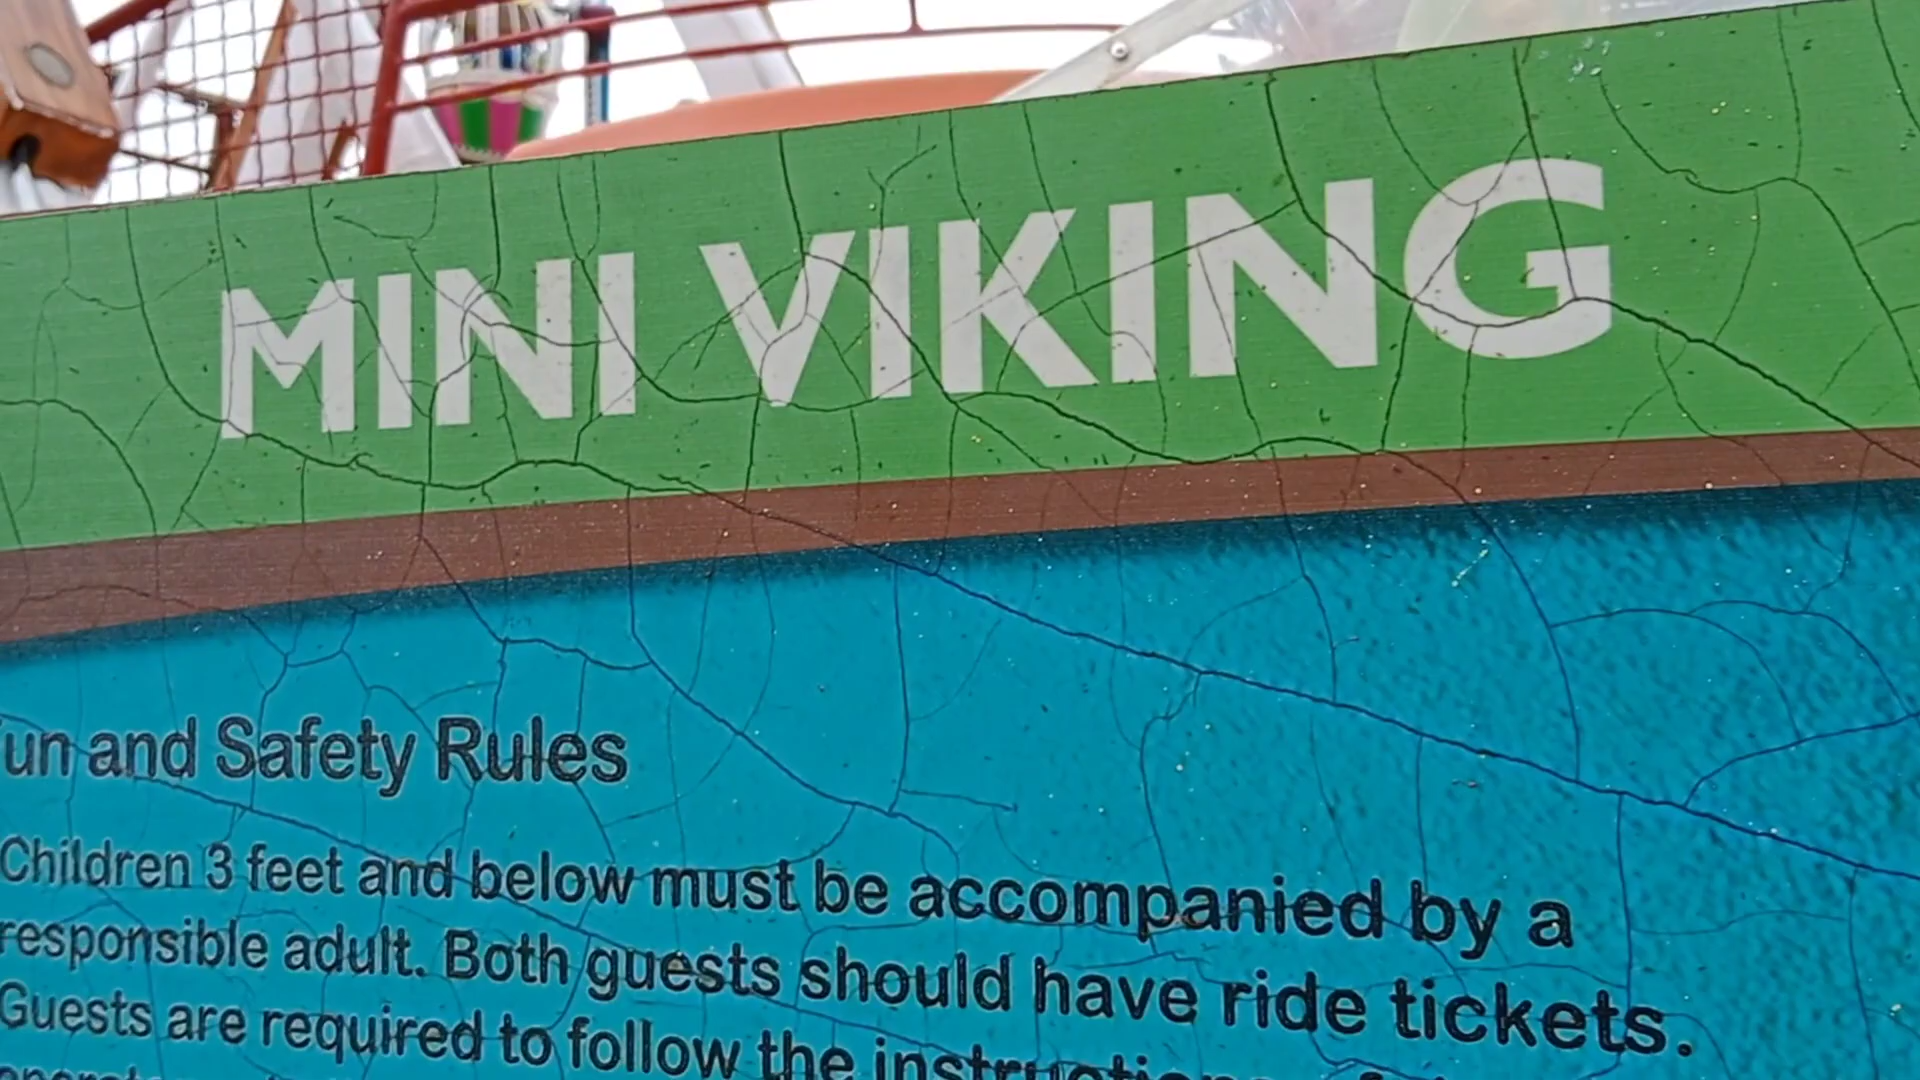 MINI VIKING
un and Safety Rules
Children 3 feet and below must be accompanied by a
responsible adult. Both guests should have ride tickets.
Guests are required to follow the